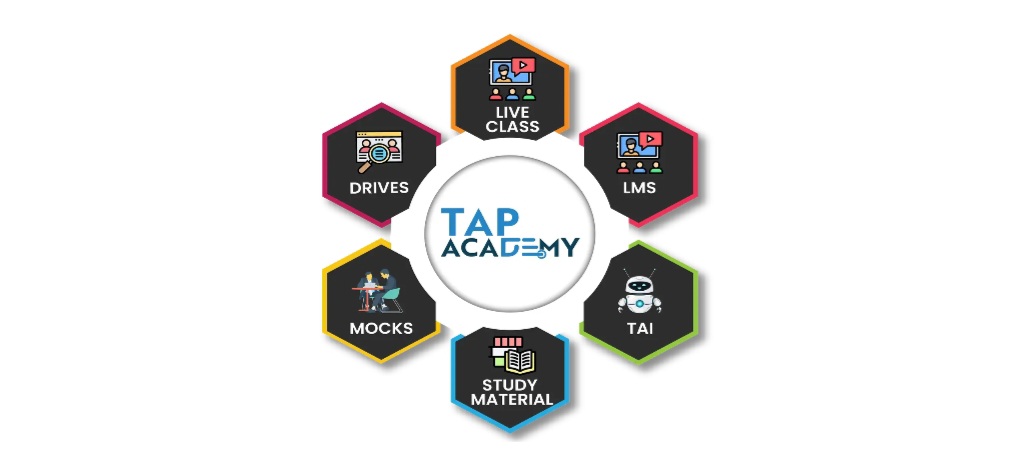 LIVE
CLASS
DRIVES
LMS
TAP
ACADEMY
MOCKS
TAI
STUDY
MATERIAL